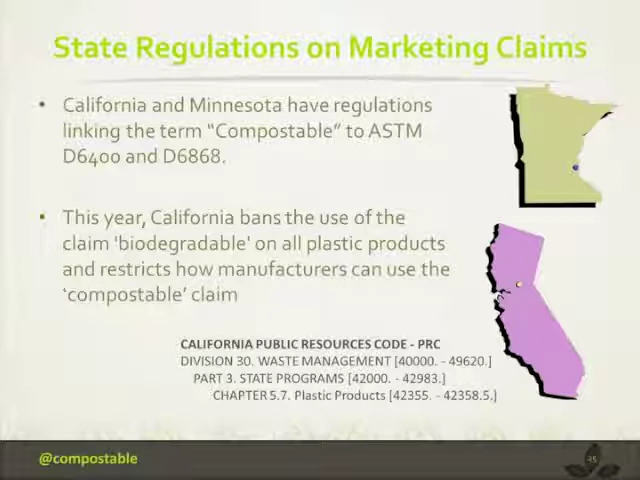 State Regulations on Marketing Claims
• California and Minnesota have regulations
linking the term “Compostable” to ASTM
D6400 and D6868.
• This year, California bans the use of the
claim 'biodegradable' on all plastic products
and restricts how manufacturers can use the
‘compostable’ claim
CALIFORNIA PUBLIC RESOURCES CODE - PRC
DIVISION 30. WASTE MANAGEMENT [40000. - 49620.]
PART 3. STATE PROGRAMS [42000. - 42983.]
CHAPTER 5.7. Plastic Products [42355. - 42358.5.]
@compostable